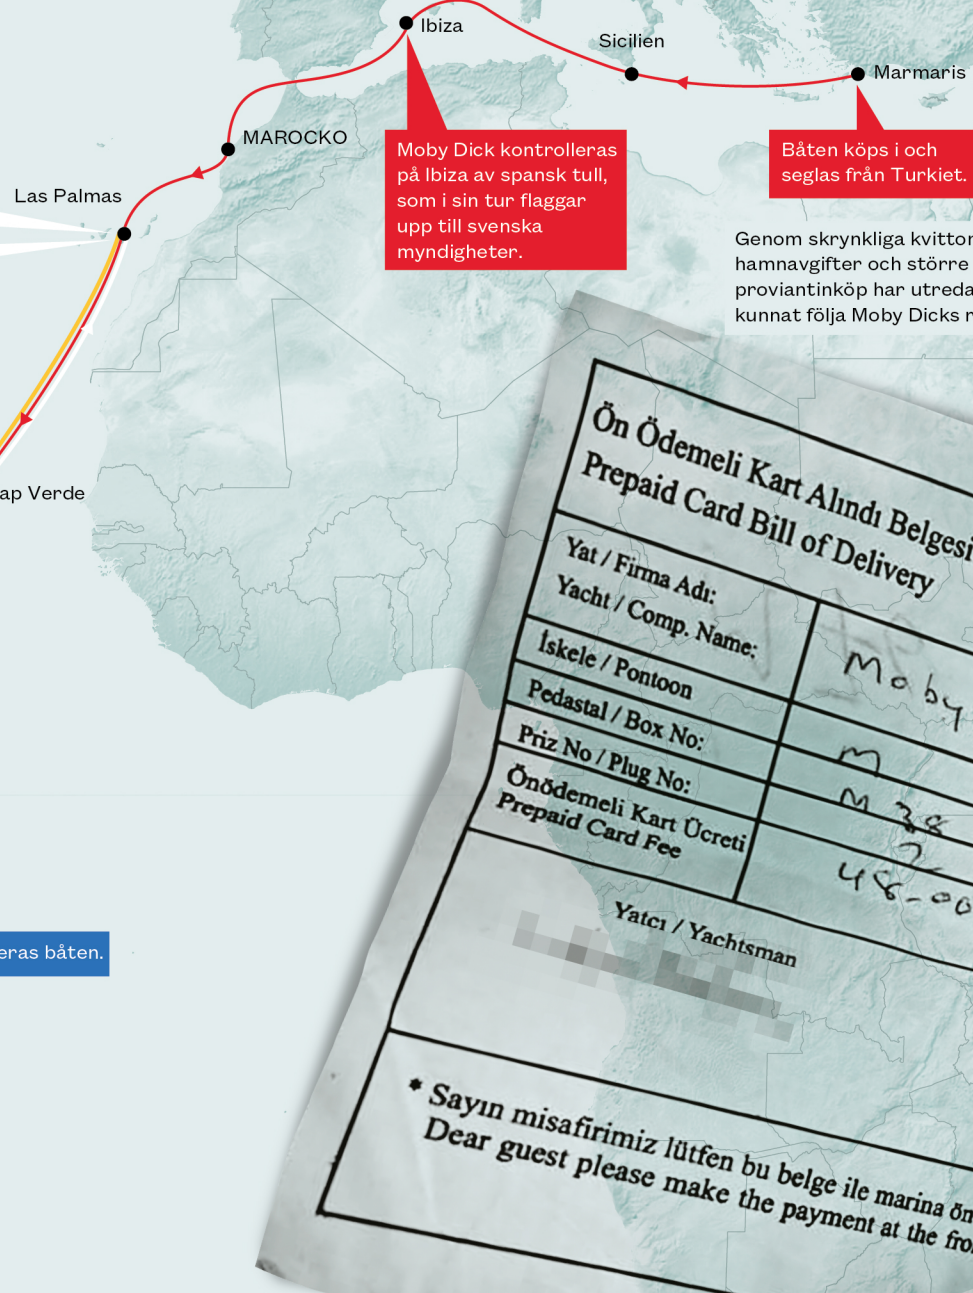 Ibiza
Sicilien
Marmaris
MAROCKO
Moby Dick kontrolleras
på Ibiza av spansk tull,
som i sin tur flaggar
upp till svenska
myndigheter.
Båten köps i och
seglas från Turkiet.
Las Palmas
Genom skrynkliga kvitton
hamnavgifter och större
proviantinköp har utreda
kunnat följa Moby Dicks r
ap Verde
eras båten.
Ön Ödemeli Kart Alındı Belgesi
Prepaid Card Bill of Delivery
Yat / Firma Adı:
Yacht / Comp. Name:
Moby
İskele / Pontoon
M
Pedastal / Box No:
M 38
Priz No / Plug No:
2
Önödemeli Kart Ücreti
Prepaid Card Fee
48-00
Yatcı / Yachtsman
* Sayın misafirimiz lütfen bu belge ile marina ön
Dear guest please make the payment at the fro